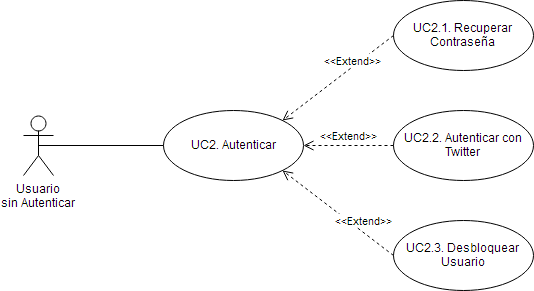 UC2.1. Recuperar
Contraseña
<<Extend>>
UC2. Autenticar
<<Extend>>
UC2.2. Autenticar con
Twitter
Usuario
sin Autenticar
<<Extend>>
UC2.3. Desbloquear
Usuario